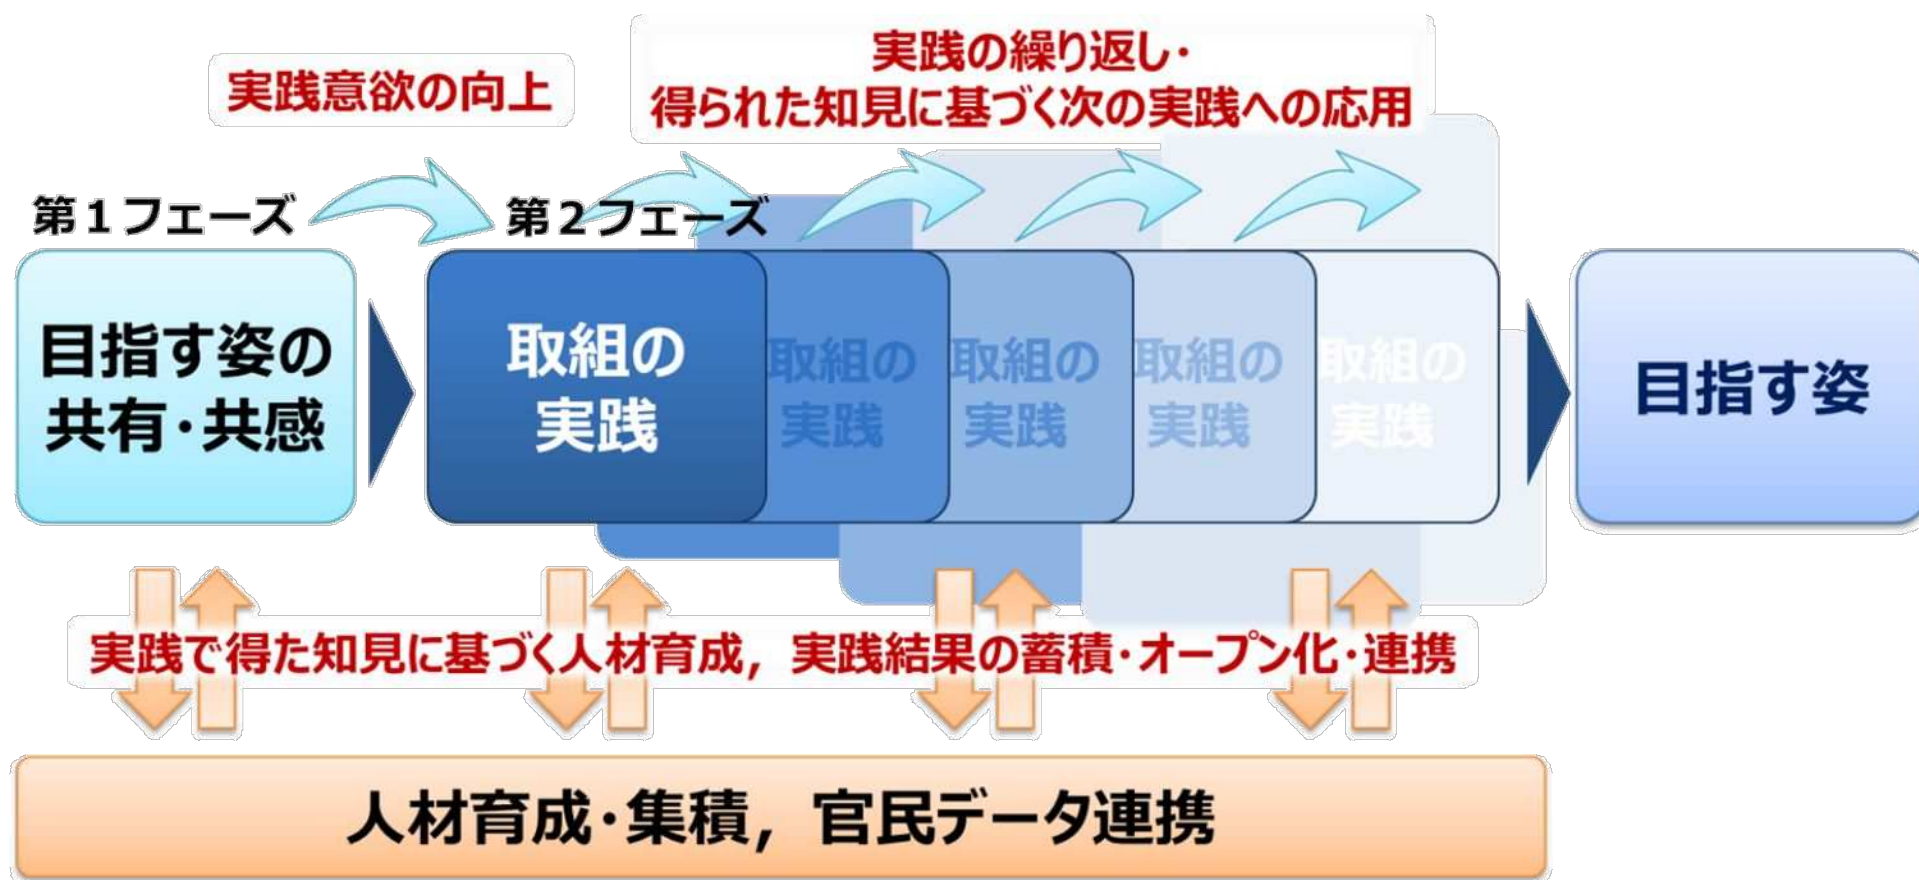 実践意欲の向上
実践の繰り返し・
得られた知見に基づく次の実践への応用
第１フェーズ
第２フェーズ
目指す姿の
共有・共感
取組の
実践
取組の
実践
取組の
実践
取組の
実践
取組の
実践
目指す姿
実践で得た知見に基づく人材育成，実践結果の蓄積・オープン化・連携
人材育成・集積，官民データ連携